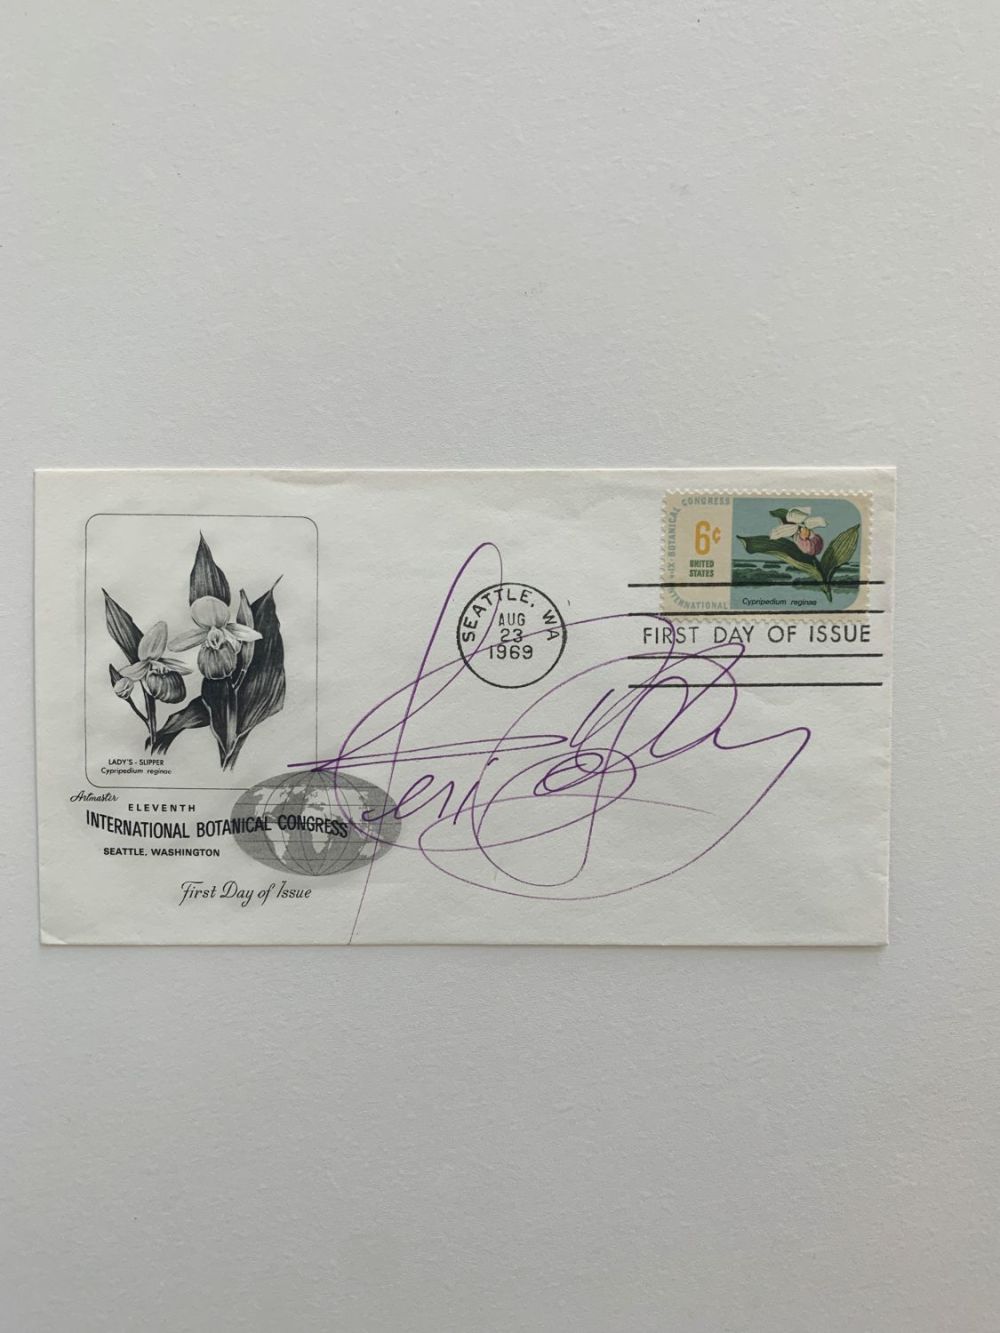 CONGRESS
XI · BOTANICAL
INTERNATIONAL
6¢
UNITED
STATES
Cypripedium reginae
SEATTLE, WA
AUG
23
1969
FIRST DAY OF ISSUE
LADY'S - SLIPPER
Cypripedium reginae
Artmaster
ELEVENTH
INTERNATIONAL BOTANICAL CONGRESS
SEATTLE, WASHINGTON
First Day of Issue